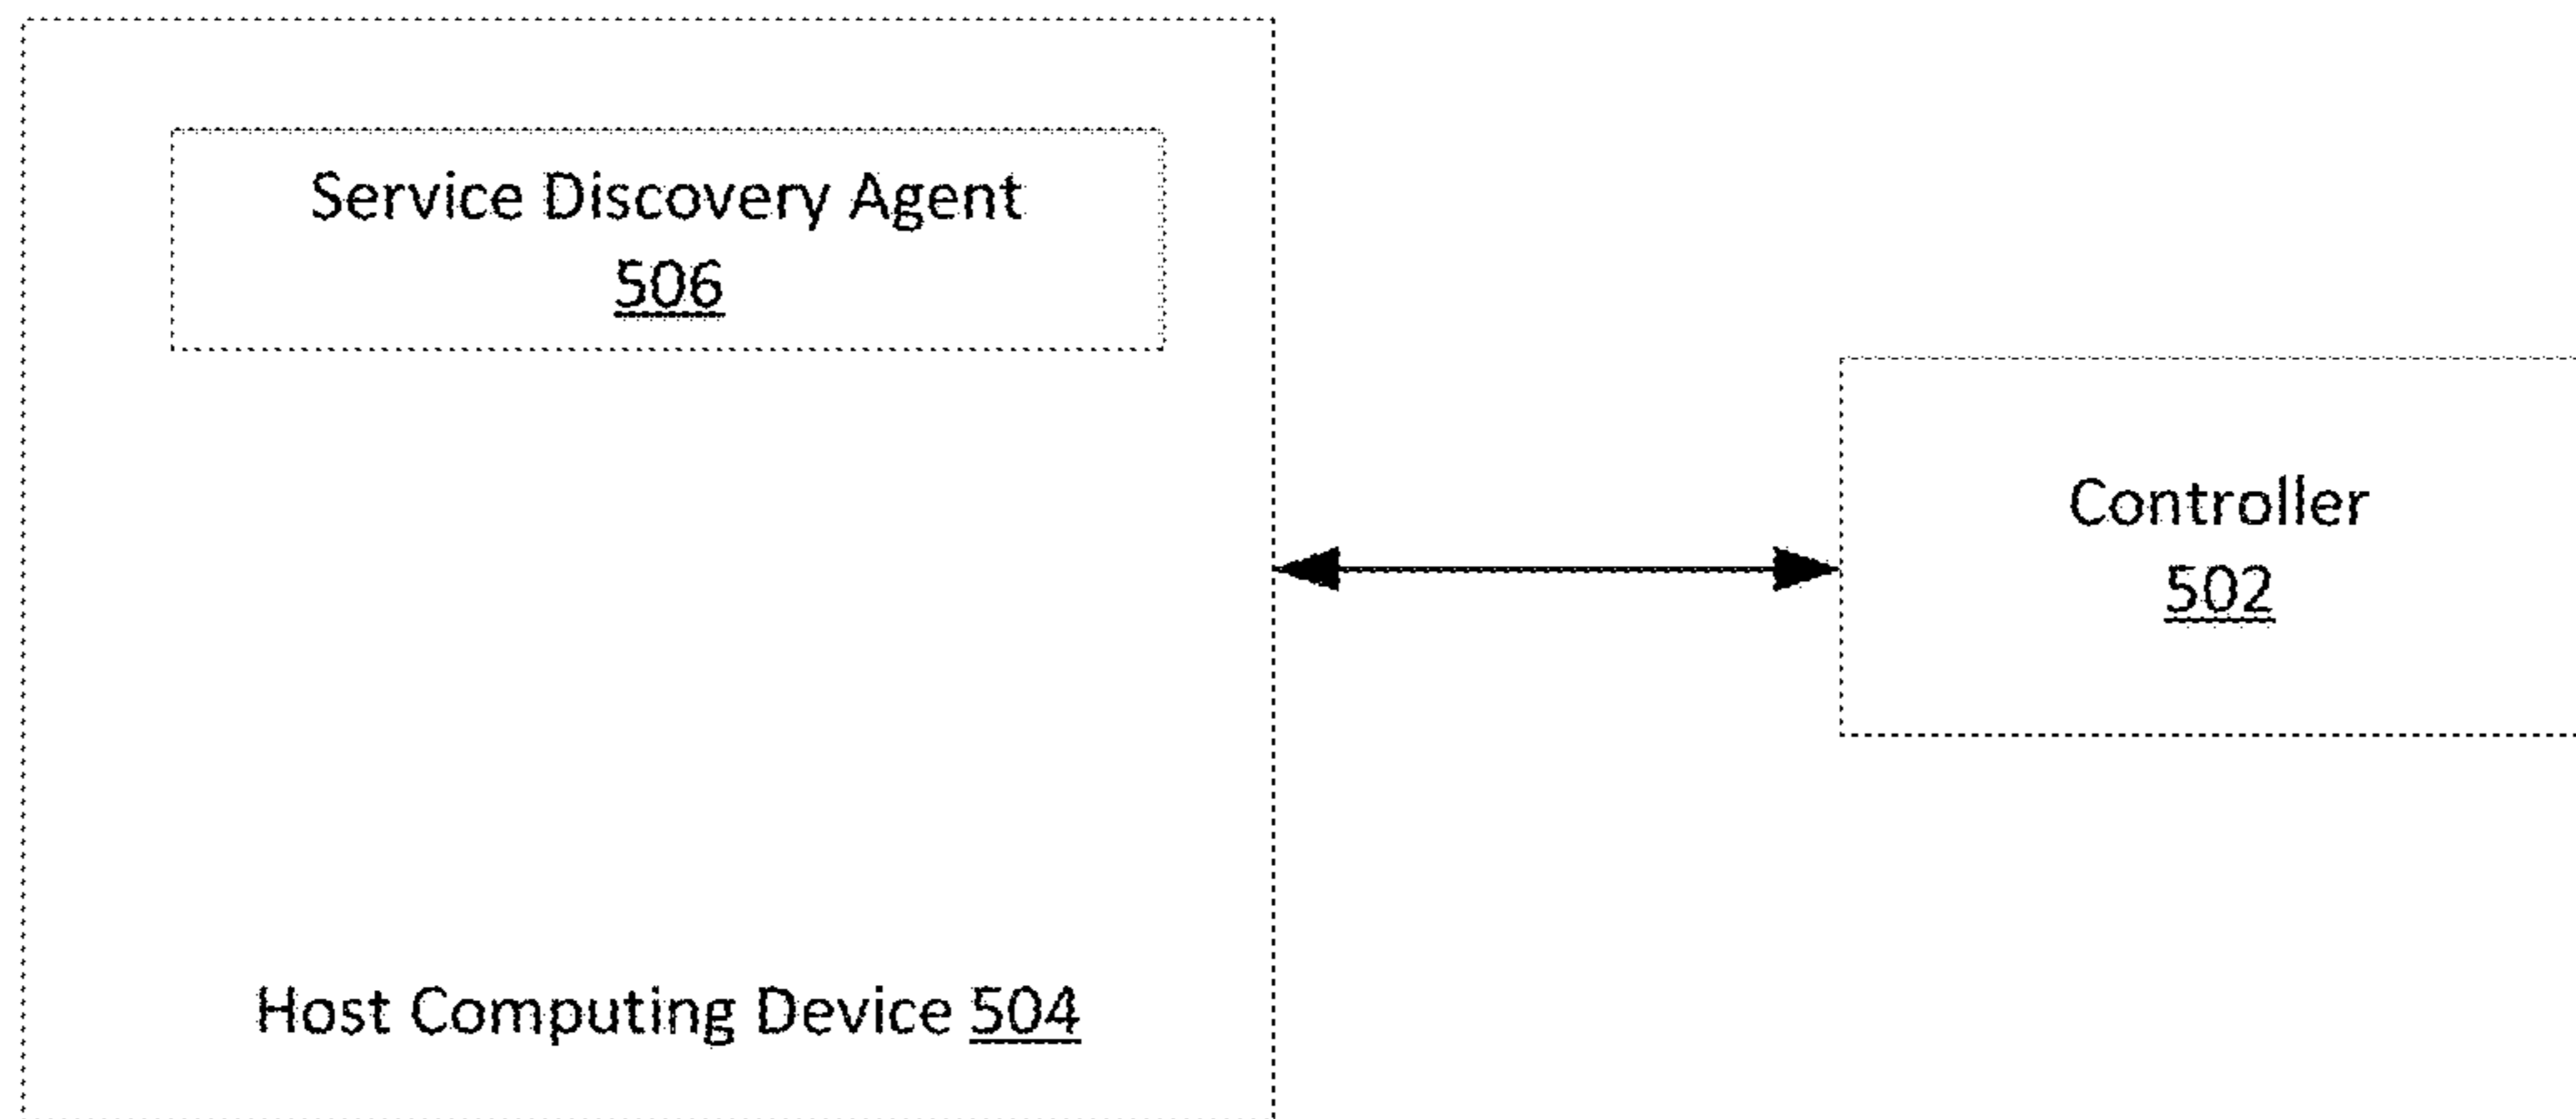 Service Discovery Agent
506
Controller
502
Host Computing Device 504